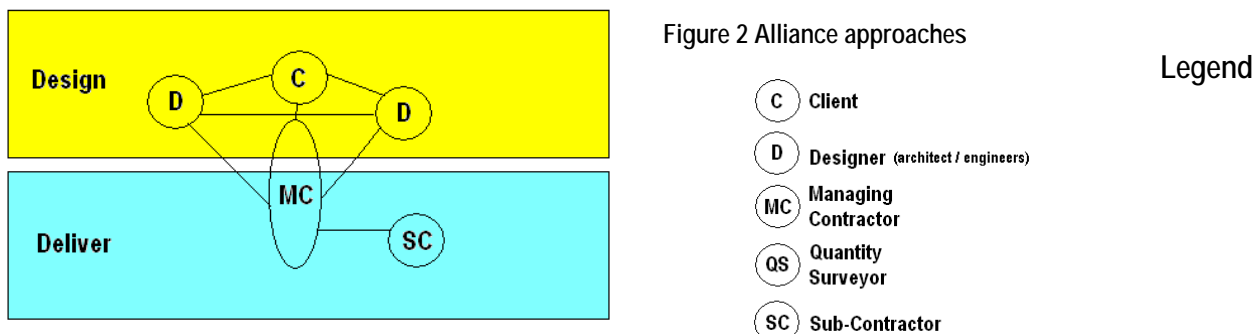 Design
D
C
D
MC
Deliver
SC
Figure 2 Alliance approaches
Legend
C Client
D Designer (architect / engineers)
MC Managing
Contractor
QS Quantity
Surveyor
SC Sub-Contractor